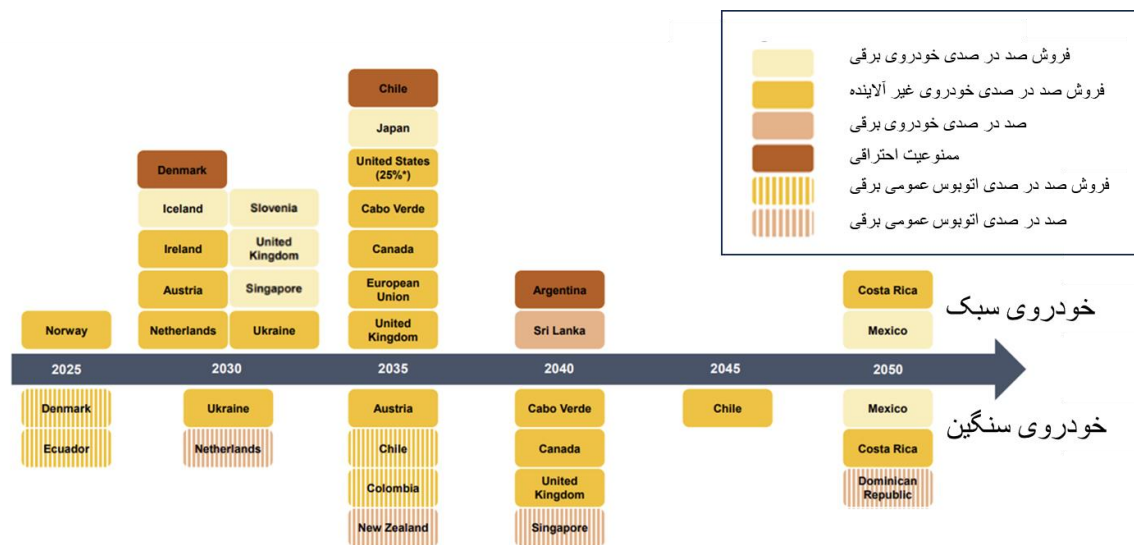 فروش صد در صدی خودروی برقی
فروش صد در صدی خودروی غیر آلاینده
صد در صدی خودروی برقی
ممنوعیت احتراقی
فروش صد در صدی اتوبوس عمومی برقی
صد در صدی اتوبوس عمومی برقی
Chile
Japan
United States
(25%*)
Cabo Verde
Canada
European
Union
United
Kingdom
Denmark
Iceland
Ireland
Austria
Netherlands
Slovenia
United
Kingdom
Singapore
Ukraine
Norway
Argentina
Sri Lanka
Costa Rica
Mexico
خودروی سبک
2025
2030
2035
2040
2045
2050
خودروی سنگین
Denmark
Ecuador
Ukraine
Netherlands
Austria
Chile
Colombia
New Zealand
Cabo Verde
Canada
United
Kingdom
Singapore
Chile
Mexico
Costa Rica
Dominican
Republic